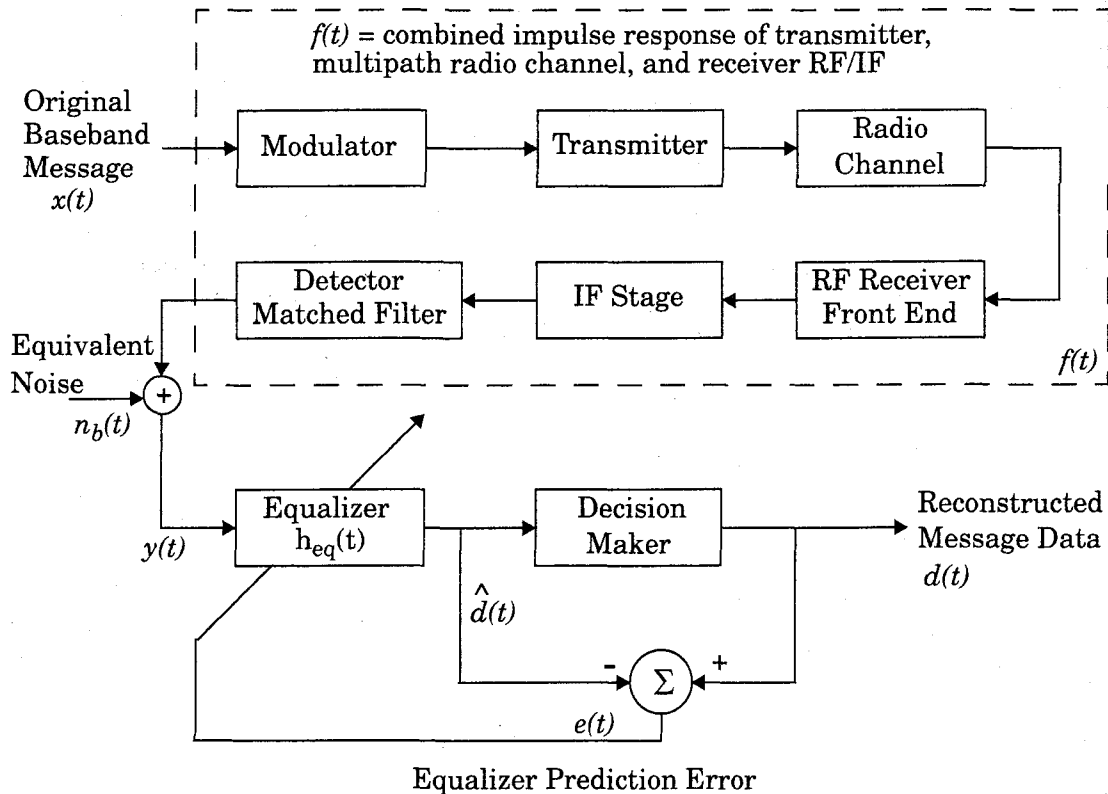 f(t) = combined impulse response of transmitter,
multipath radio channel, and receiver RF/IF
Original
Baseband
Message
x(t)
Modulator
Transmitter
Radio
Channel
Detector
Matched Filter
IF Stage
RF Receiver
Front End
f(t)
Equivalent
Noise
n_b(t)
+
y(t)
Equalizer
h_eq(t)
Decision
Maker
Reconstructed
Message Data
d(t)
^d(t)
-
Σ
+
e(t)
Equalizer Prediction Error